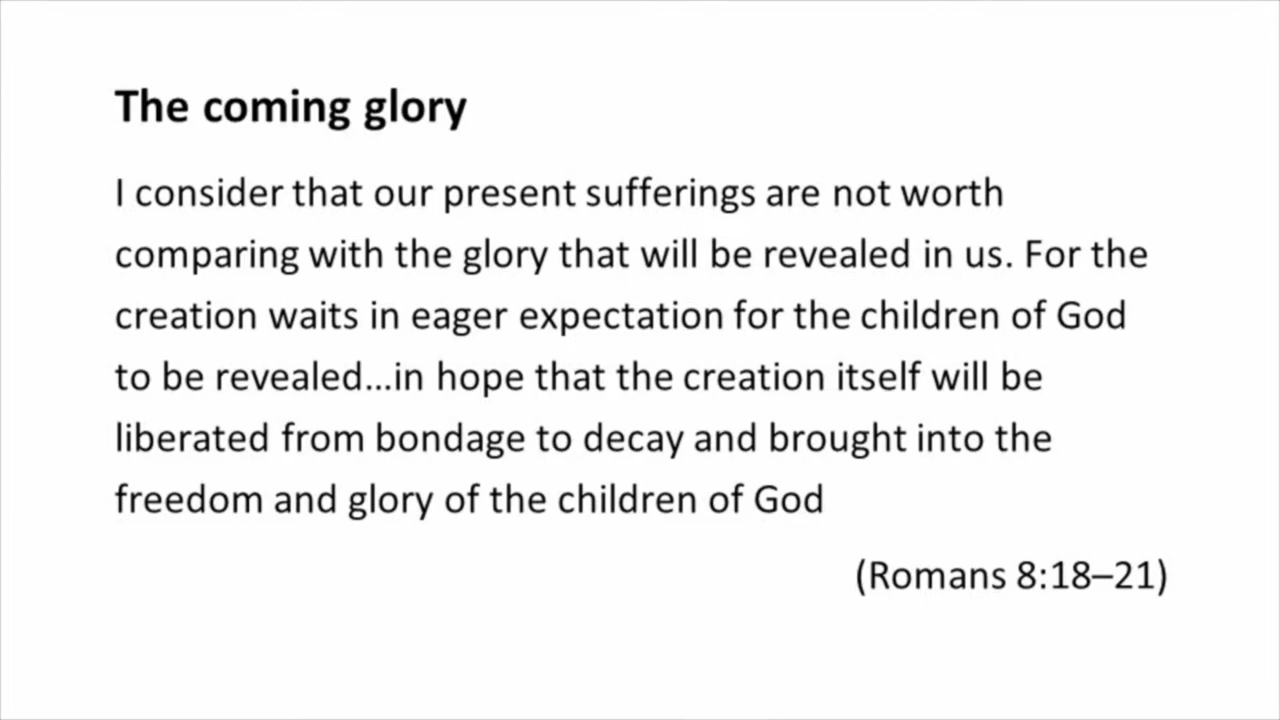 The coming glory
I consider that our present sufferings are not worth
comparing with the glory that will be revealed in us. For the
creation waits in eager expectation for the children of God
to be revealed...in hope that the creation itself will be
liberated from bondage to decay and brought into the
freedom and glory of the children of God
(Romans 8:18–21)